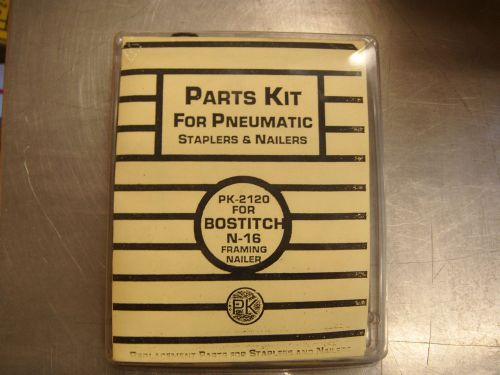 PARTS KIT
FOR PNEUMATIC
STAPLERS & NAILERS
PK-2120
FOR
BOSTITCH
N-16
FRAMING
NAILER
PK
REPLACEMENT PARTS FOR STAPLERS AND NAILERS